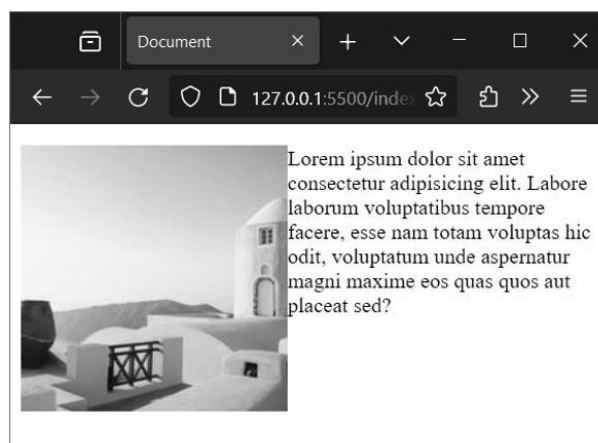 Document
127.0.0.1:5500/index
Lorem ipsum dolor sit amet
consectetur adipisicing elit. Labore
laborum voluptatibus tempore
facere, esse nam totam voluptas hic
odit, voluptatum unde aspernatur
magni maxime eos quas quos aut
placeat sed?